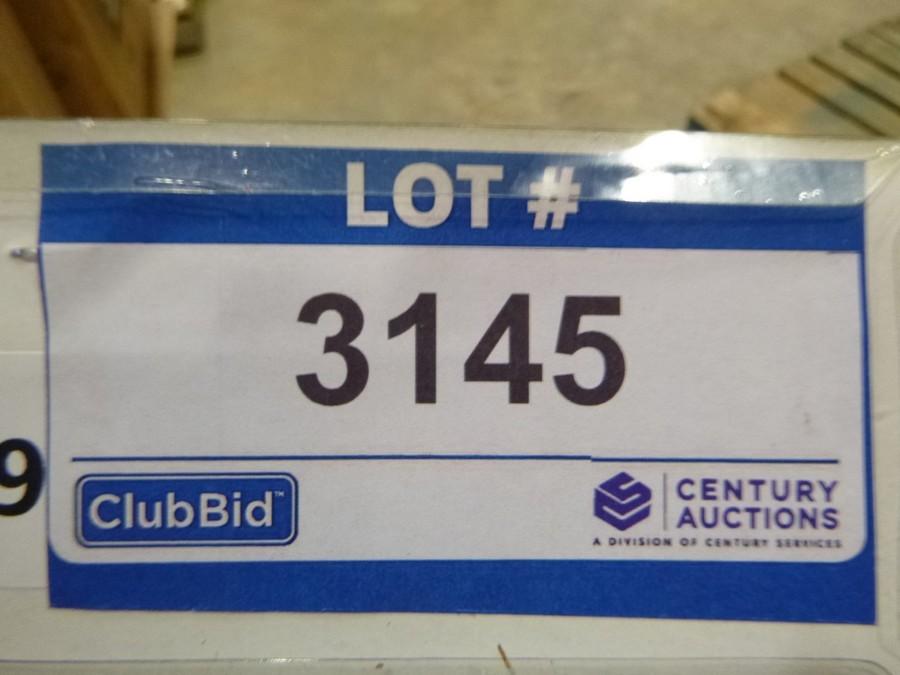 LOT #
3145
9
ClubBid™
CENTURY
AUCTIONS
A DIVISION OF CENTURY SERVICES